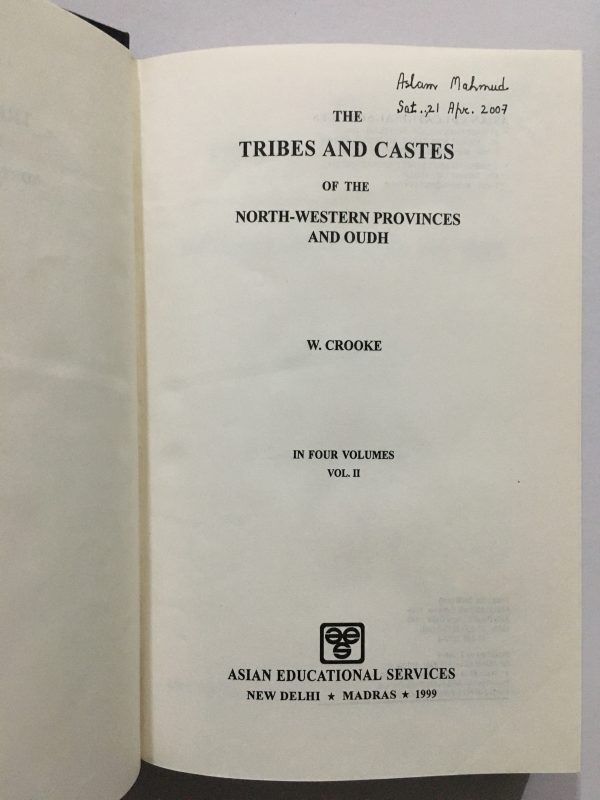 Aslam Mahmud
Sat., 21 Apr. 2007
THE
TRIBES AND CASTES
OF THE
NORTH-WESTERN PROVINCES
AND OUDH
W. CROOKE
IN FOUR VOLUMES
VOL. II
ASIAN EDUCATIONAL SERVICES
NEW DELHI ★ MADRAS ★ 1999